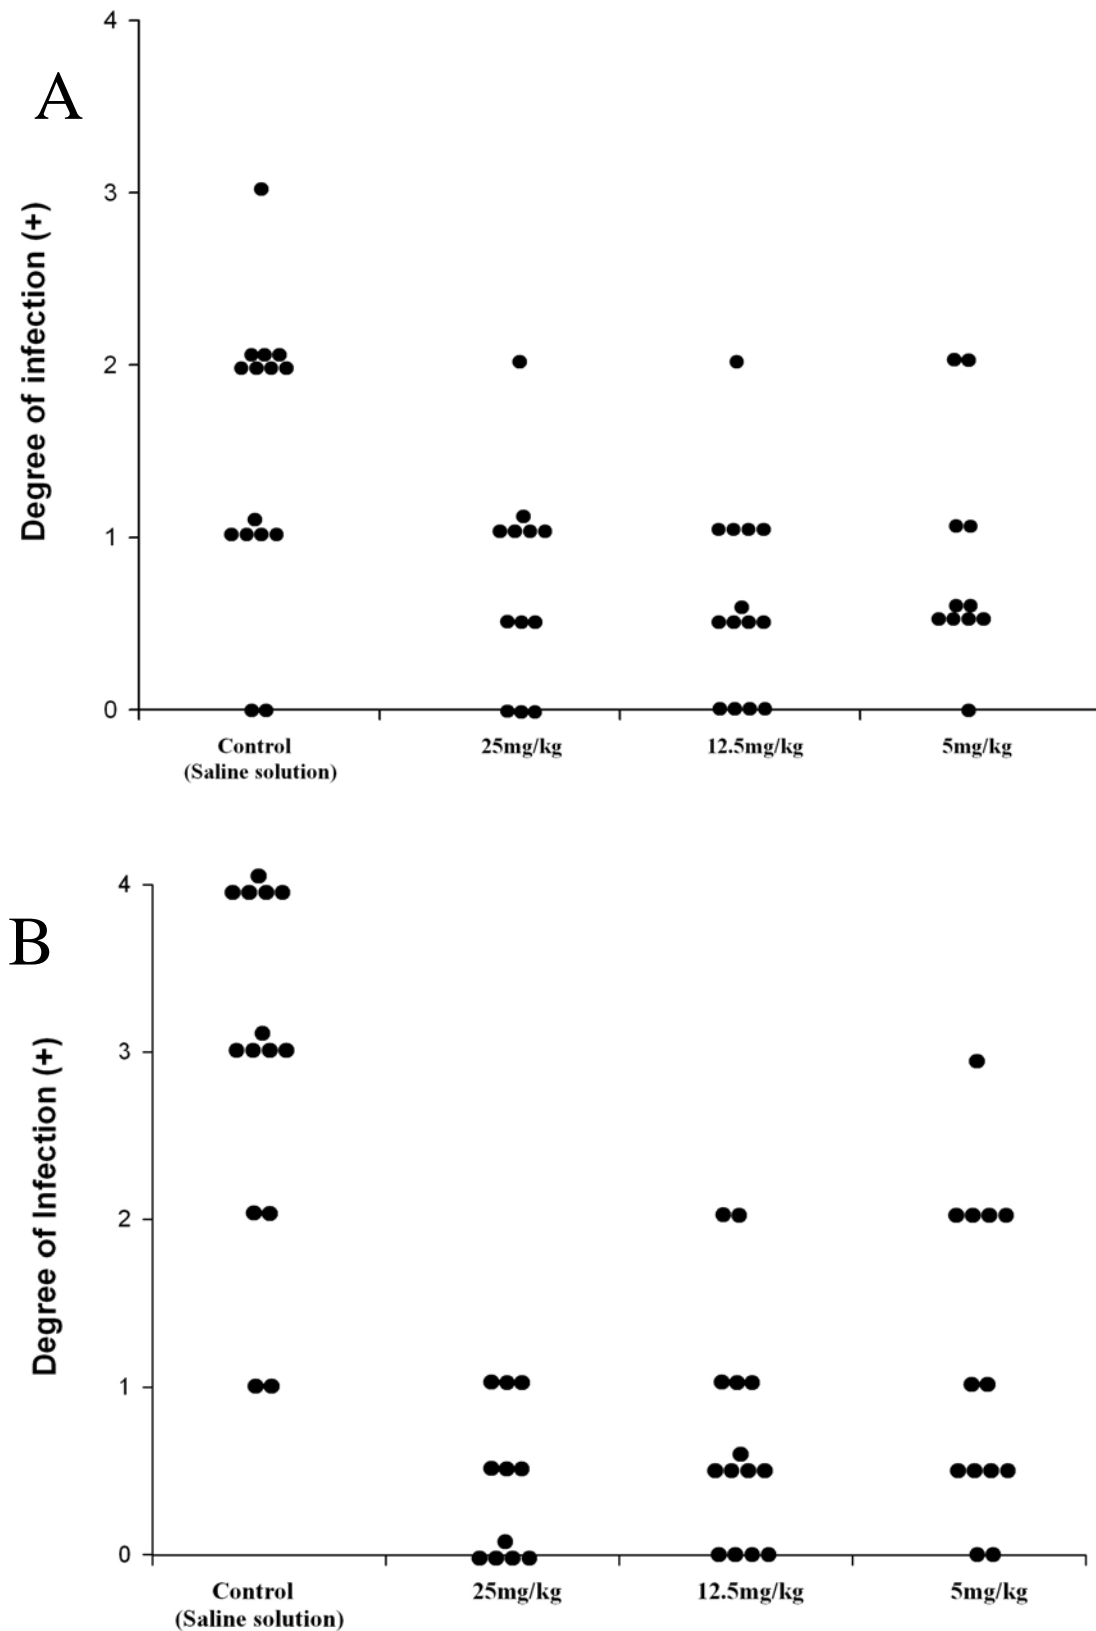 A
Degree of infection (+)
4
3
2
1
0
Control
(Saline solution)
25mg/kg
12.5mg/kg
5mg/kg
B
Degree of Infection (+)
4
3
2
1
0
Control
(Saline solution)
25mg/kg
12.5mg/kg
5mg/kg